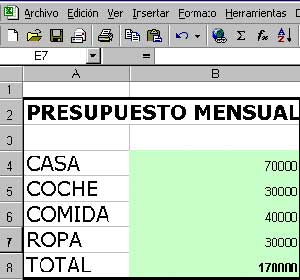 Archivo Edición Ver Insertar Formato Herramientas
E7
A B
1
2 PRESUPUESTO MENSUAL
3
4 CASA 70000
5 COCHE 30000
6 COMIDA 40000
7 ROPA 30000
8 TOTAL 170000